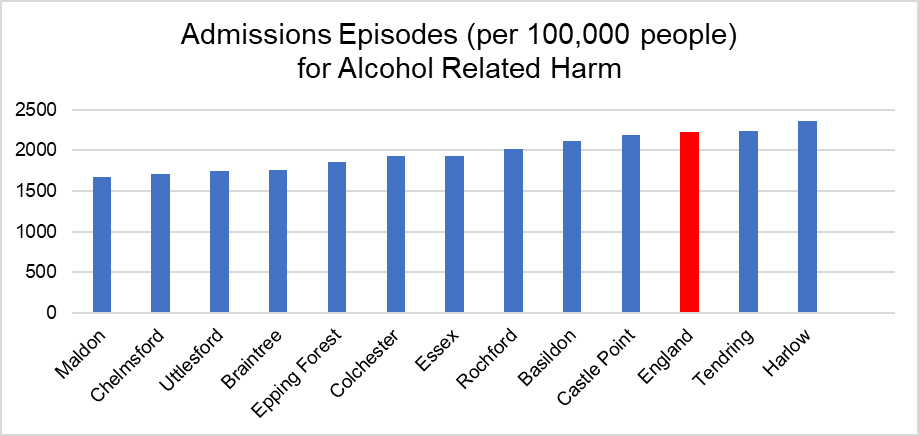 Admissions Episodes (per 100,000 people)
for Alcohol Related Harm
2500
2000
1500
1000
500
0
Maldon
Chelmsford
Uttlesford
Braintree
Epping Forest
Colchester
Essex
Rochford
Basildon
Castle Point
England
Tendring
Harlow